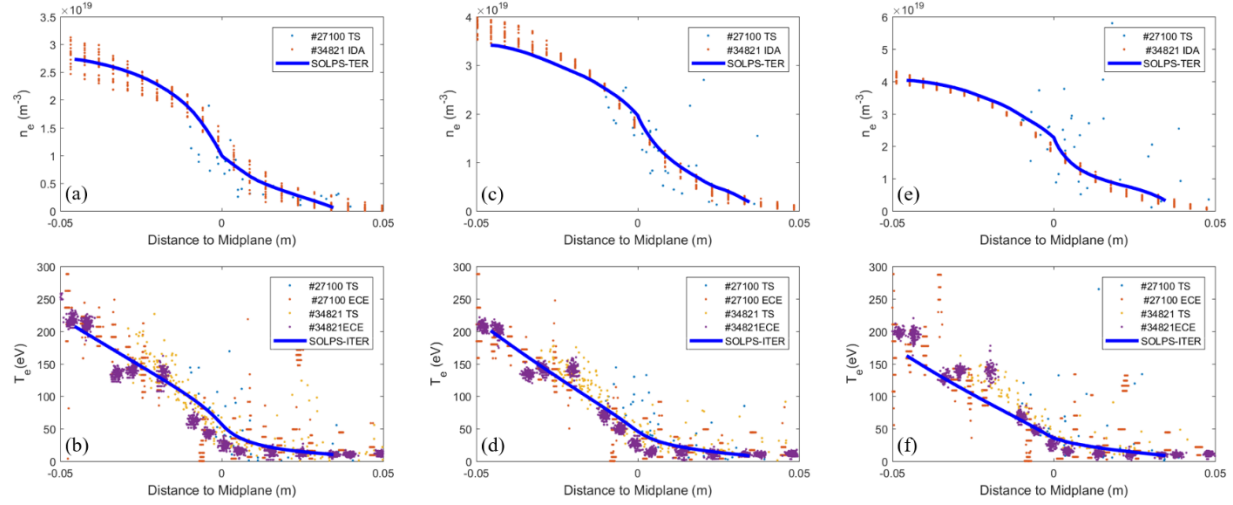 ×10^19
3.5
3
2.5
2
1.5
1
0.5
0
n_e (m^-3)
#27100 TS
#34821 IDA
SOLPS-TER
(a)
-0.05 0 0.05
Distance to Midplane (m)
×10^19
4
3
2
1
0
n_e (m^-3)
#27100 TS
#34821 IDA
SOLPS-TER
(c)
-0.05 0 0.05
Distance to Midplane (m)
×10^19
6
5
4
3
2
1
0
n_e (m^-3)
#27100 TS
#34821 IDA
SOLPS-TER
(e)
-0.05 0 0.05
Distance to Midplane (m)
300
250
200
150
100
50
0
T_e (eV)
#27100 TS
#27100 ECE
#34821 TS
#34821ECE
SOLPS-ITER
(b)
-0.05 0 0.05
Distance to Midplane (m)
300
250
200
150
100
50
0
T_e (eV)
#27100 TS
#27100 ECE
#34821 TS
#34821ECE
SOLPS-ITER
(d)
-0.05 0 0.05
Distance to Midplane (m)
300
250
200
150
100
50
0
T_e (eV)
#27100 TS
#27100 ECE
#34821 TS
#34821ECE
SOLPS-ITER
(f)
-0.05 0 0.05
Distance to Midplane (m)